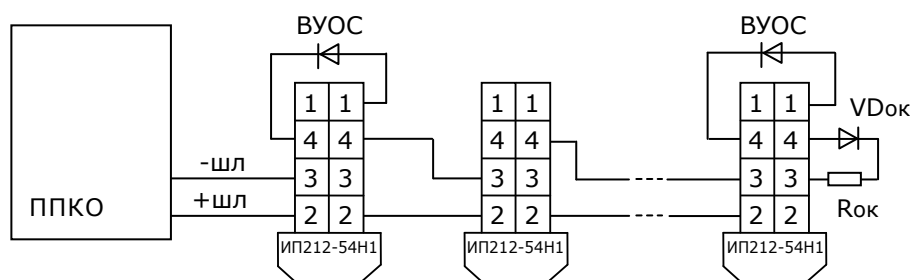 ВУОС ВУОС
1 1 1 1 1 1 VDок
4 4 4 4 4 4
-шл 3 3 3 3 --- 3 3
ППКО +шл 2 2 2 2 --- 2 2 Rок
ИП212-54Н1 ИП212-54Н1 ИП212-54Н1